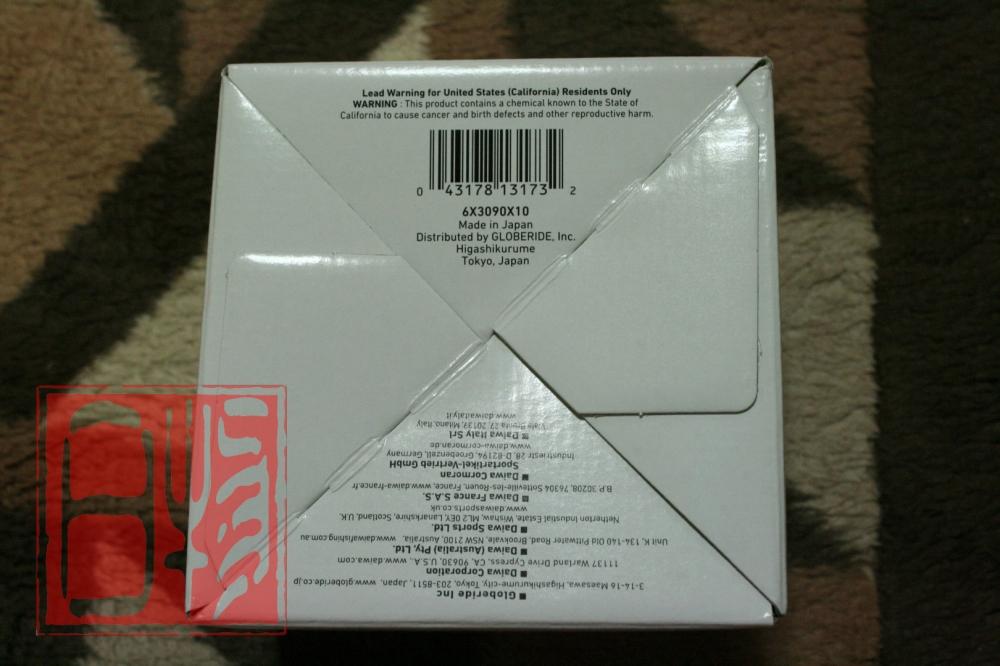 Lead Warning for United States (California) Residents Only
WARNING : This product contains a chemical known to the State of
California to cause cancer and birth defects and other reproductive harm.
0 43178 13173 2
6X3090X10
Made in Japan
Distributed by GLOBERIDE, Inc.
Higashikurume
Tokyo, Japan
■ Globeride Inc
3-14-16 Maesawa, Higashikurume-city, Tokyo, 203-8511, Japan, www.globeride.co.jp
■ Daiwa Corporation
11137 Warland Drive Cypress, CA, 90630, U.S.A., www.daiwa.com
■ Daiwa (Australia) Pty. Ltd.
Unit K 134-140 Old Pittwater Road, Brookvale, NSW 2100, Australia, www.daiwafishing.com.au
■ Daiwa Sports Ltd.
Netherton Industrial Estate, Wishaw, ML2 0EY, Lanarkshire, Scotland, U.K.
www.daiwasports.co.uk
■ Daiwa France S.A.S.
B.P. 30208, 76304 Sotteville-les-Rouen, France, www.daiwa-france.fr
■ Daiwa Cormoran
Sportartikel-Vertrieb GmbH
Industriestr 28, D-82194, Groebenzell, Germany
www.daiwa-cormoran.de
■ Daiwa Italy Srl
Viale Brenta 27, 20139, Milano, Italy
www.daiwaitaly.it